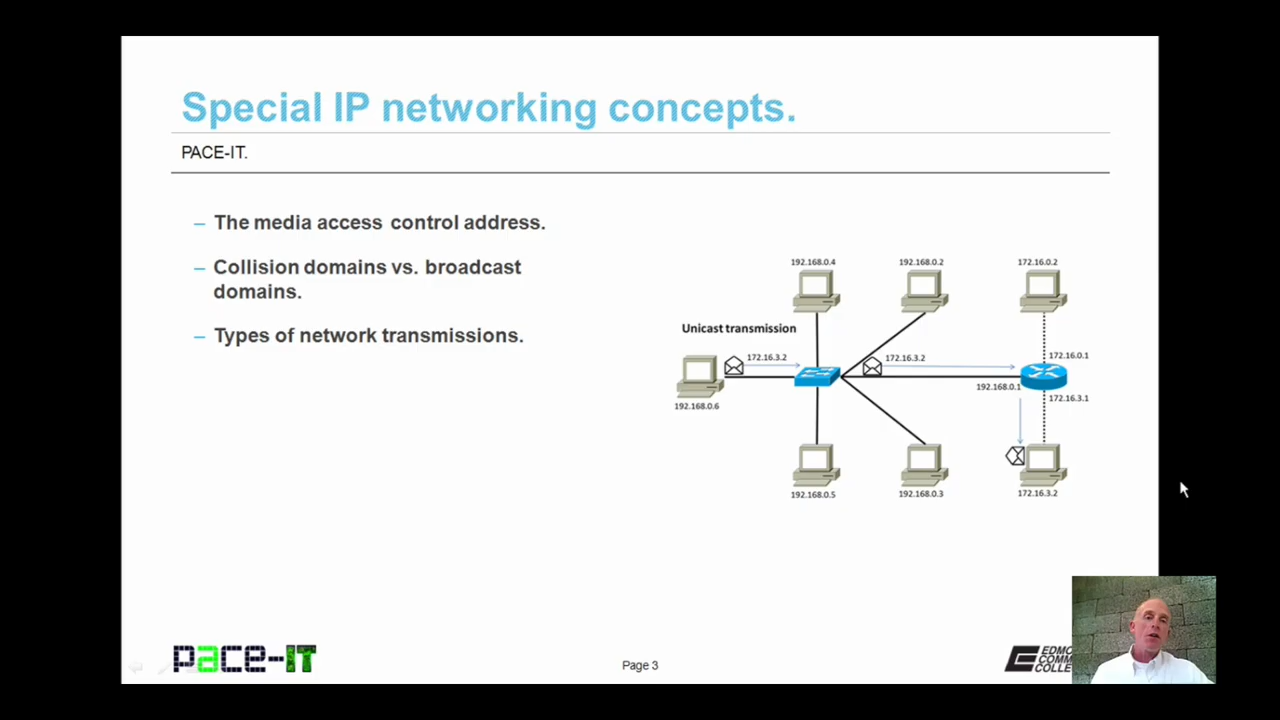 Special IP networking concepts.
PACE-IT.
– The media access control address.
– Collision domains vs. broadcast
domains.
– Types of network transmissions.
192.168.0.4
192.168.0.2
172.16.0.2
Unicast transmission
172.16.3.2
172.16.3.2
172.16.0.1
192.168.0.6
192.168.0.1
172.16.3.1
192.168.0.5
192.168.0.3
172.16.3.2
pace-IT
Page 3